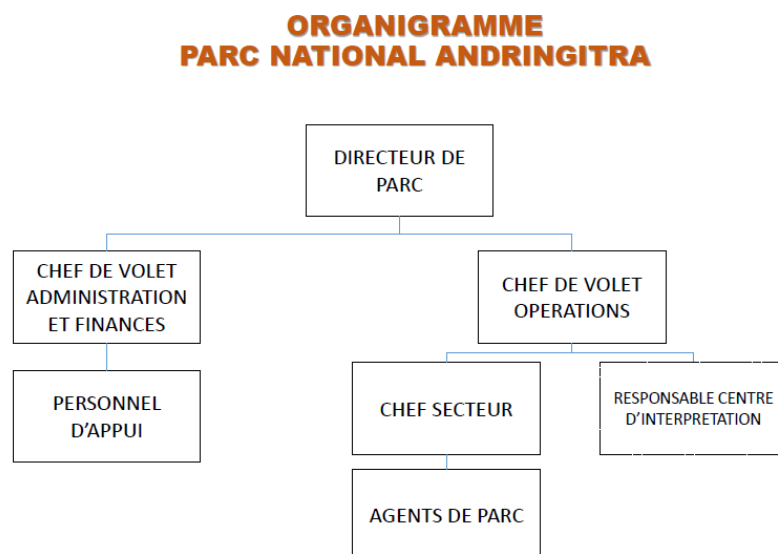 ORGANIGRAMME
PARC NATIONAL ANDRINGITRA
DIRECTEUR DE
PARC
CHEF DE VOLET
ADMINISTRATION
ET FINANCES
CHEF DE VOLET
OPERATIONS
PERSONNEL
D'APPUI
CHEF SECTEUR
RESPONSABLE CENTRE
D'INTERPRETATION
AGENTS DE PARC